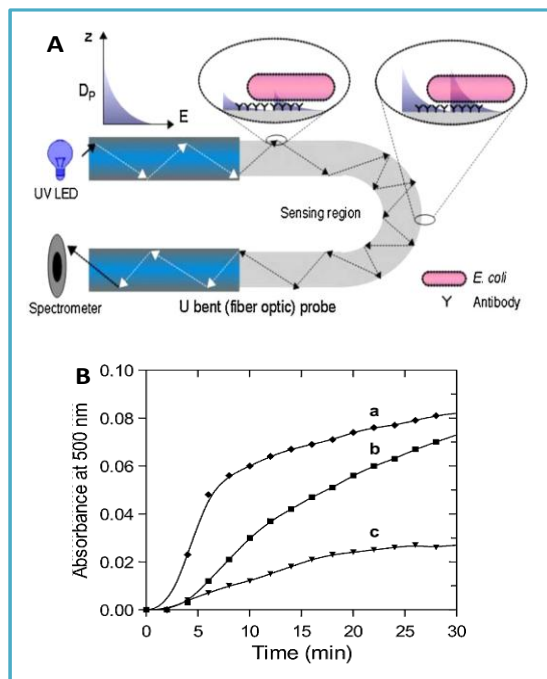 A
z
D_P
E
UV LED
Sensing region
Spectrometer
U bent (fiber optic) probe
E. coli
Antibody
B
Absorbance at 500 nm
0.10
0.08
0.06
0.04
0.02
0.00
a
b
c
0 5 10 15 20 25 30
Time (min)